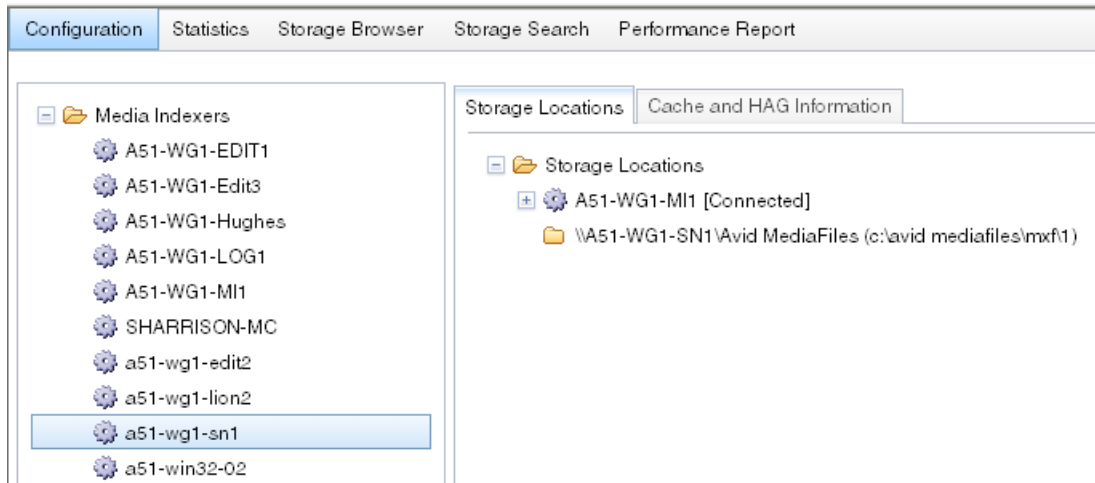 Configuration Statistics Storage Browser Storage Search Performance Report
Media Indexers
A51-WG1-EDIT1
A51-WG1-Edit3
A51-WG1-Hughes
A51-WG1-LOG1
A51-WG1-MI1
SHARRISON-MC
a51-wg1-edit2
a51-wg1-lion2
a51-wg1-sn1
a51-win32-02
Storage Locations Cache and HAG Information
Storage Locations
A51-WG1-MI1 [Connected]
\\A51-WG1-SN1\Avid MediaFiles (c:\avid mediafiles\mxf\1)